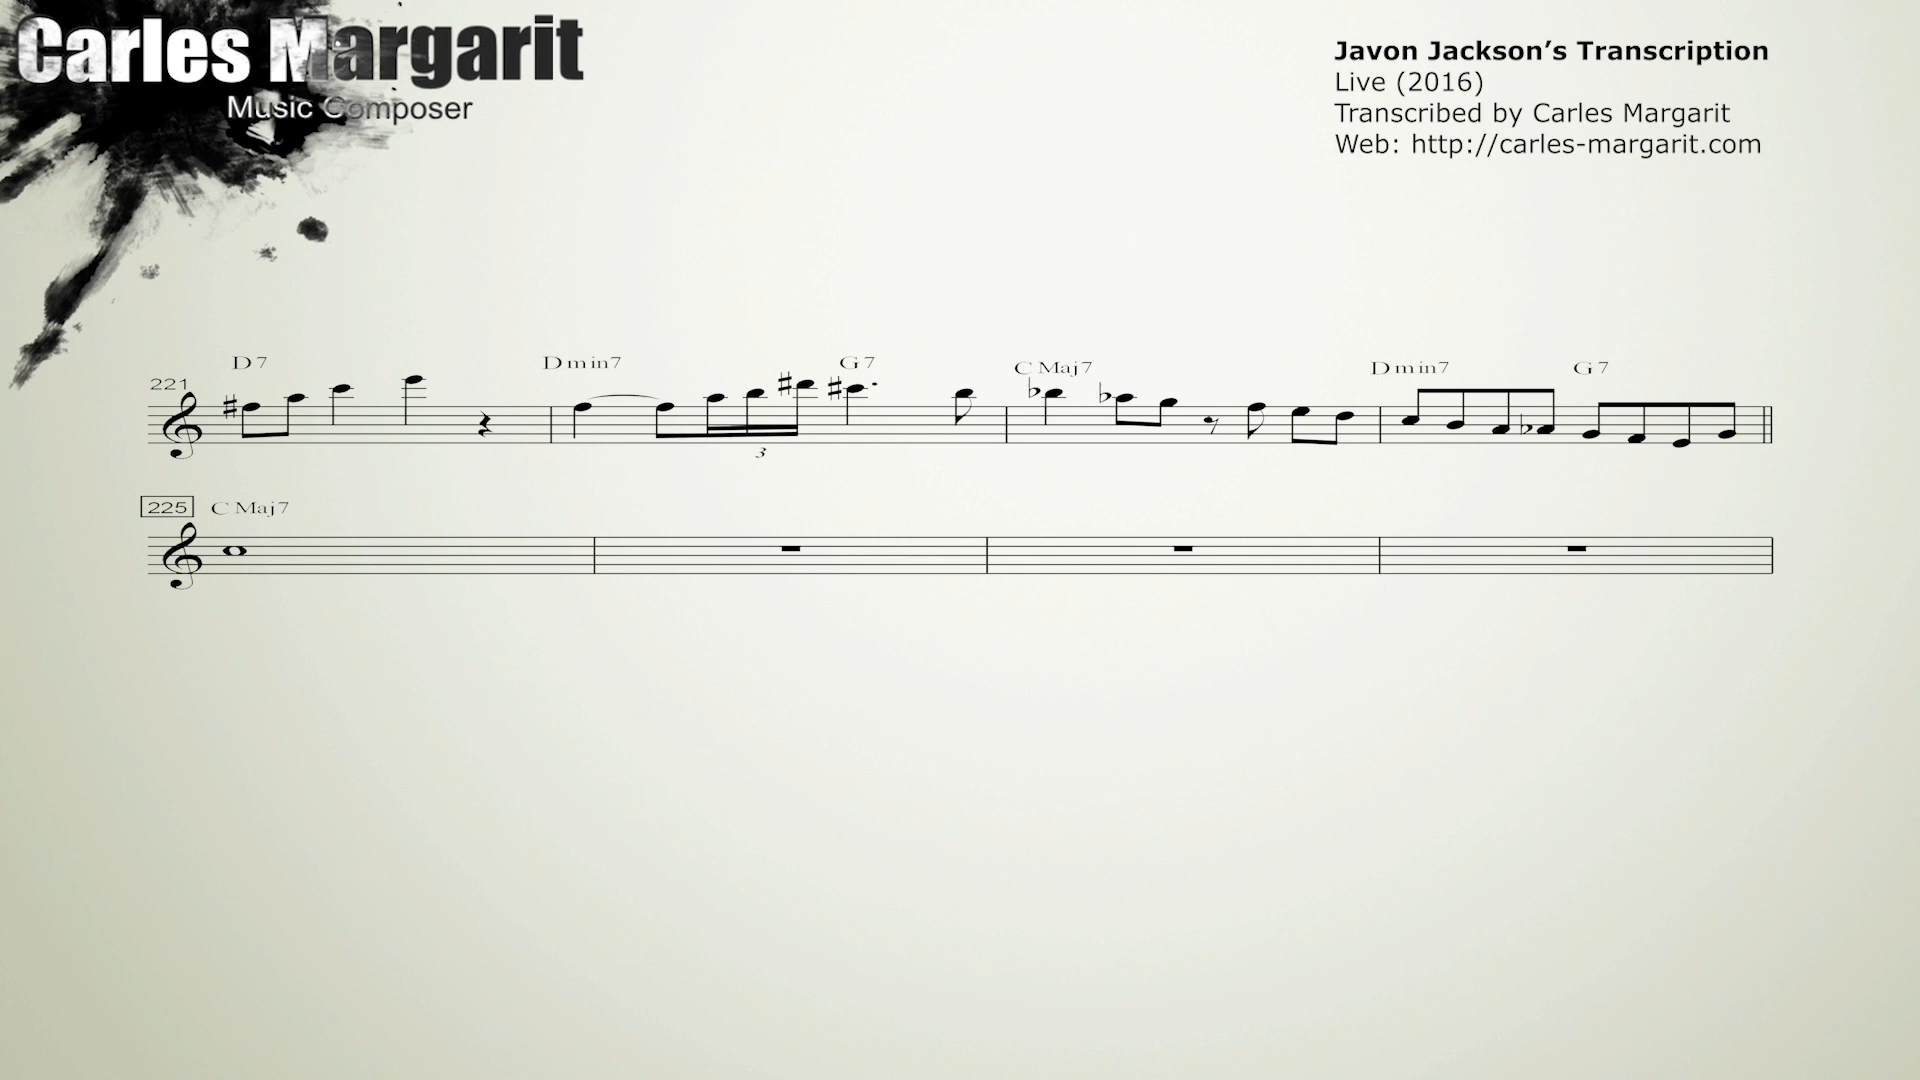 Carles Margarit
Music Composer
Javon Jackson’s Transcription
Live (2016)
Transcribed by Carles Margarit
Web: http://carles-margarit.com
D7 Dmin7 G7 CMaj7 Dmin7 G7
221
3
225 CMaj7